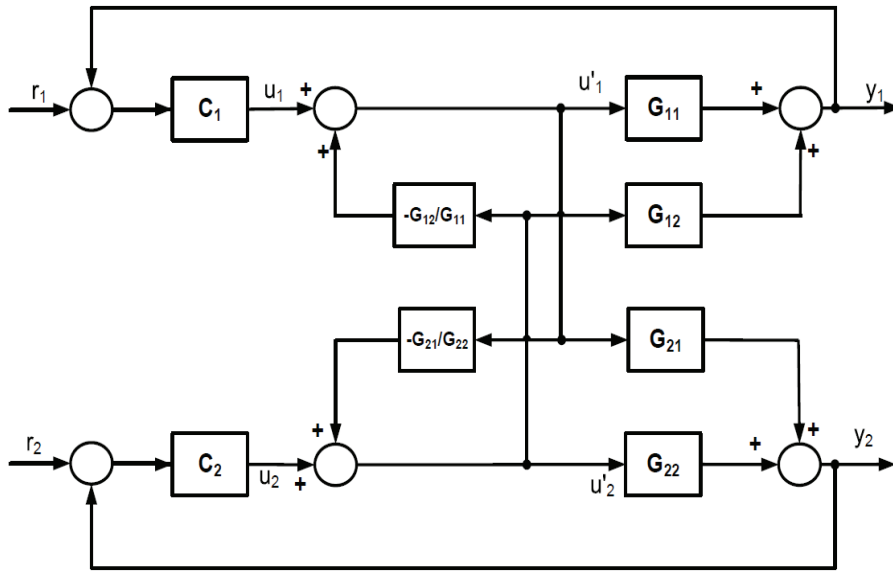 r₁
C₁
u₁
+
+
u'₁
G₁₁
+
+
y₁
-G₁₂/G₁₁
G₁₂
-G₂₁/G₂₂
G₂₁
r₂
C₂
u₂
+
+
u'₂
G₂₂
+
+
y₂